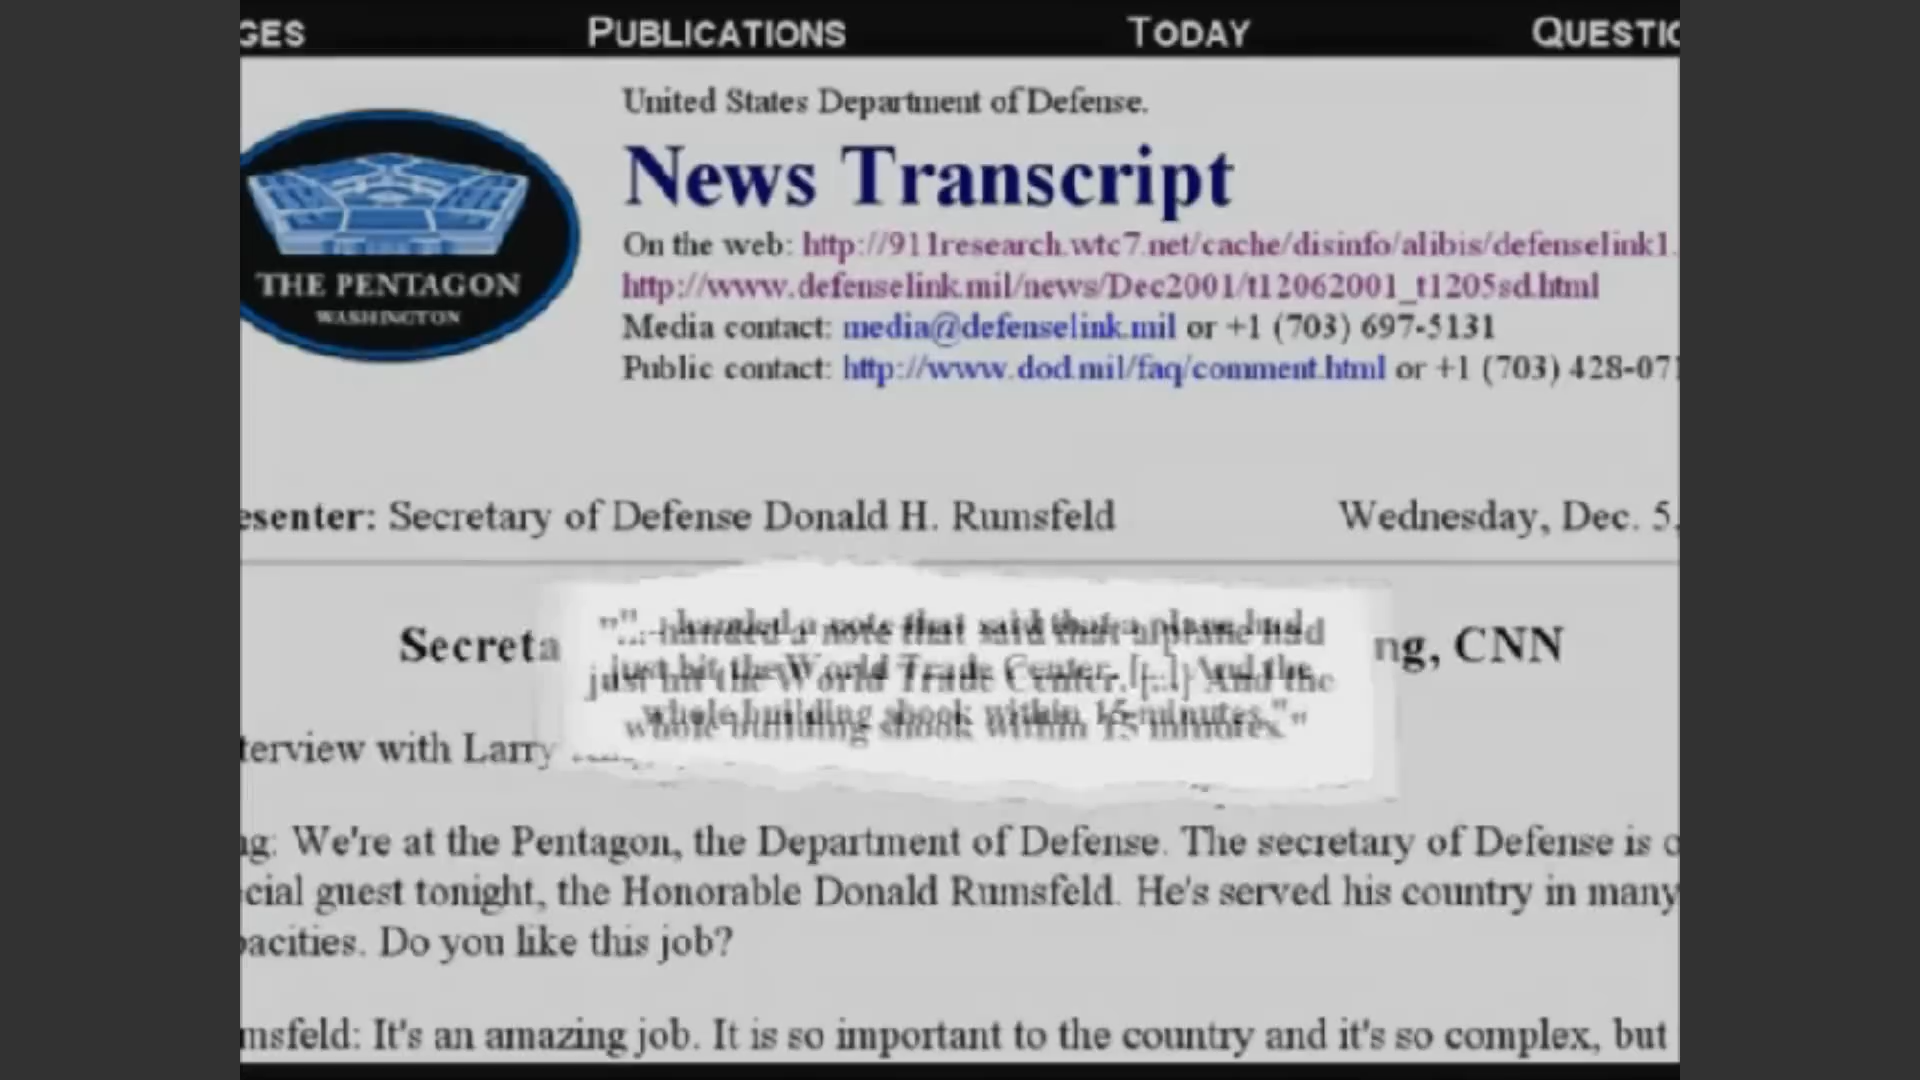 GES PUBLICATIONS TODAY QUESTIO
United States Department of Defense.
News Transcript
THE PENTAGON
WASHINGTON
On the web: http://911research.wtc7.net/cache/disinfo/alibis/defenselink1.
http://www.defenselink.mil/news/Dec2001/t12062001_t1205sd.html
Media contact: media@defenselink.mil or +1 (703) 697-5131
Public contact: http://www.dod.mil/faq/comment.html or +1 (703) 428-071
esenter: Secretary of Defense Donald H. Rumsfeld Wednesday, Dec. 5,
"... handed a note that said that a plane had
just hit the World Trade Center. [...] And the
whole building shook within 15 minutes."
Secreta ng, CNN
terview with Larry
ng: We're at the Pentagon, the Department of Defense. The secretary of Defense is o
cial guest tonight, the Honorable Donald Rumsfeld. He's served his country in many
pacities. Do you like this job?
msfeld: It's an amazing job. It is so important to the country and it's so complex, but